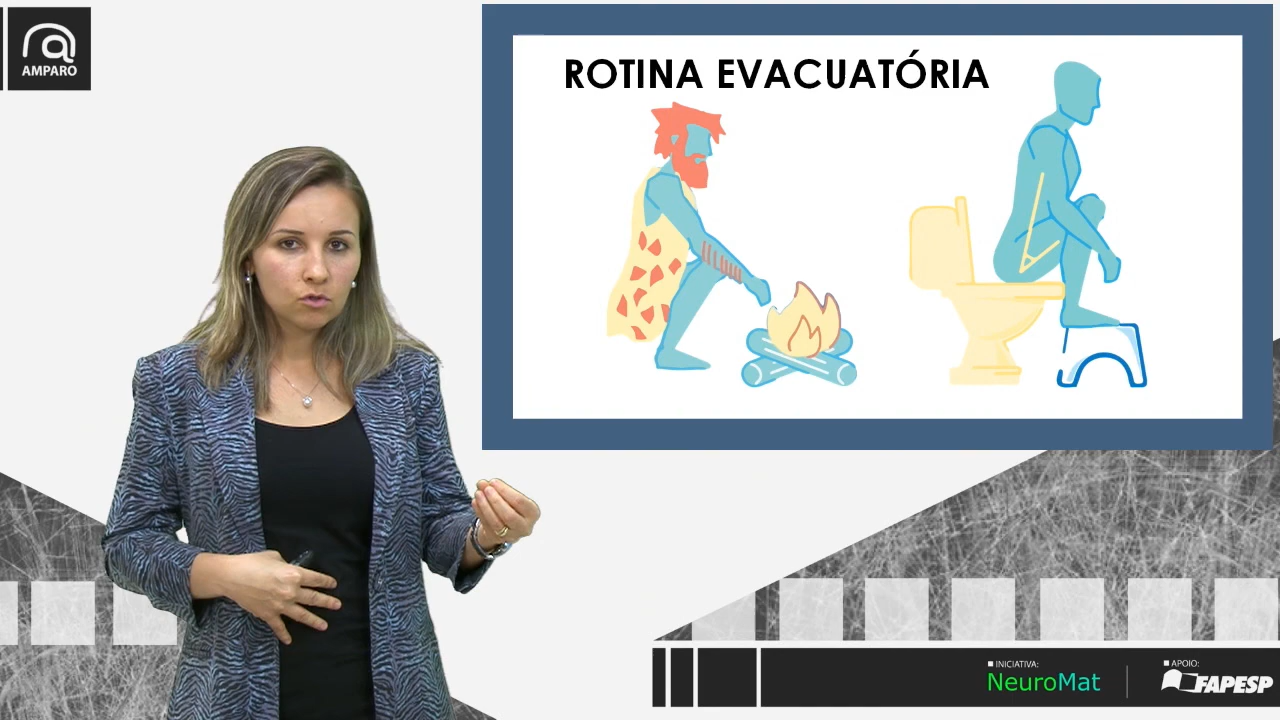 AMPARO
ROTINA EVACUATÓRIA
INICIATIVA:
NeuroMat
APOIO:
FAPESP